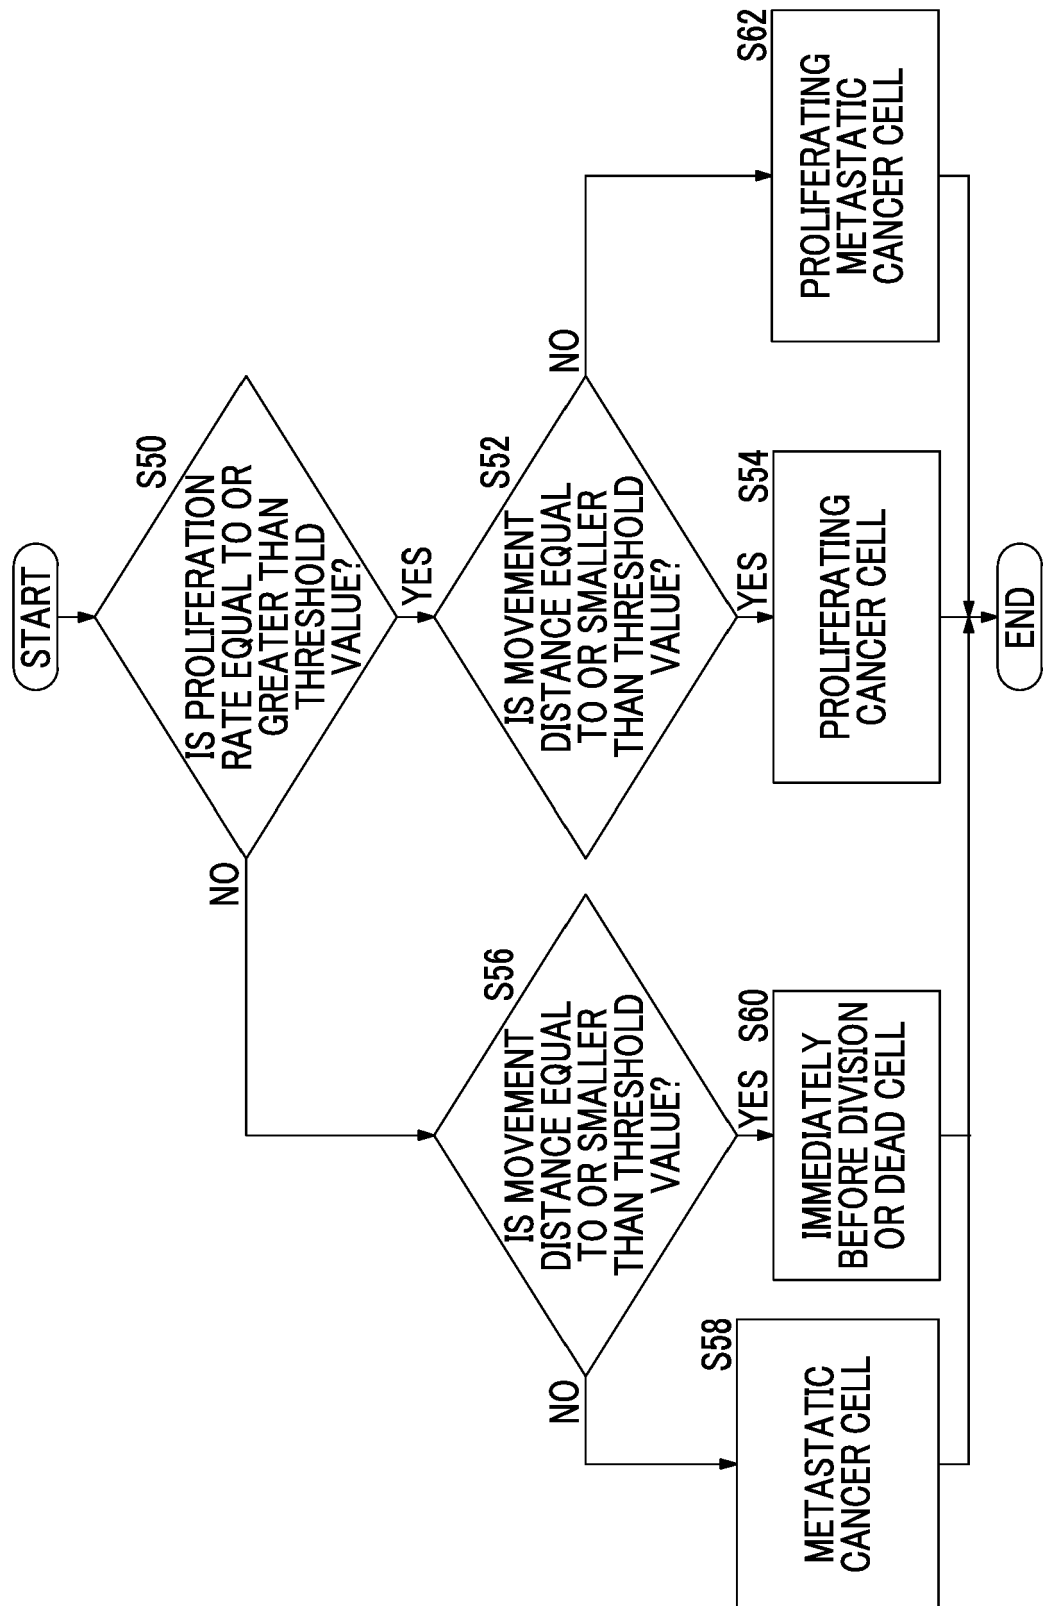 START
S50
IS PROLIFERATION
RATE EQUAL TO OR
GREATER THAN
THRESHOLD
VALUE?
NO
YES
S56
IS MOVEMENT
DISTANCE EQUAL
TO OR SMALLER
THAN THRESHOLD
VALUE?
NO
YES
S52
IS MOVEMENT
DISTANCE EQUAL
TO OR SMALLER
THAN THRESHOLD
VALUE?
YES
NO
S58
METASTATIC
CANCER CELL
S60
IMMEDIATELY
BEFORE DIVISION
OR DEAD CELL
S54
PROLIFERATING
CANCER CELL
S62
PROLIFERATING
METASTATIC
CANCER CELL
END